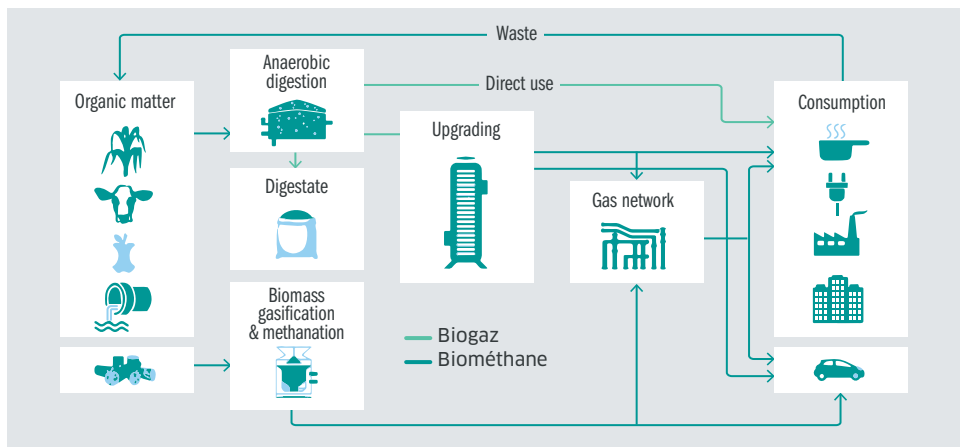 Waste
Anaerobic
digestion
Direct use
Organic matter
Consumption
Upgrading
Digestate
Gas network
Biomass
gasification
& methanation
Biogaz
Biométhane